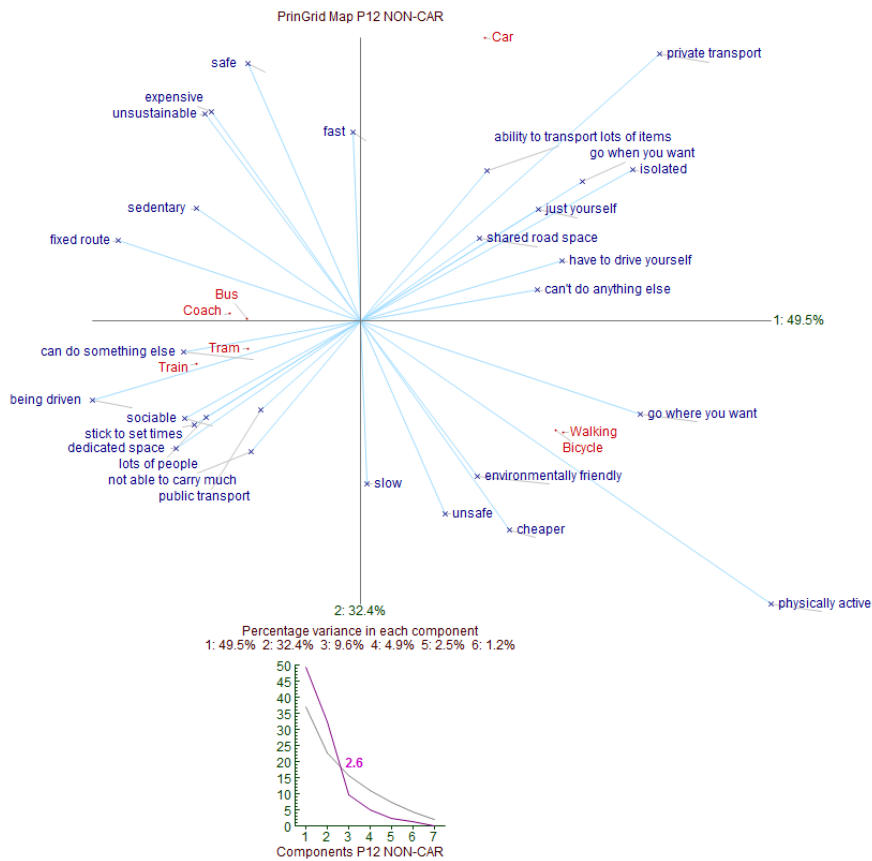 PrinGrid Map P12 NON-CAR
Car
private transport
safe
expensive
unsustainable
fast
ability to transport lots of items
go when you want
isolated
sedentary
just yourself
fixed route
shared road space
have to drive yourself
can't do anything else
Bus
Coach
1: 49.5%
can do something else
Tram
Train
being driven
sociable
stick to set times
dedicated space
lots of people
not able to carry much
public transport
go where you want
Walking
Bicycle
slow
environmentally friendly
unsafe
cheaper
physically active
2: 32.4%
Percentage variance in each component
1: 49.5% 2: 32.4% 3: 9.6% 4: 4.9% 5: 2.5% 6: 1.2%
50
45
40
35
30
25
20
15
10
5
0
2.6
1 2 3 4 5 6 7
Components P12 NON-CAR